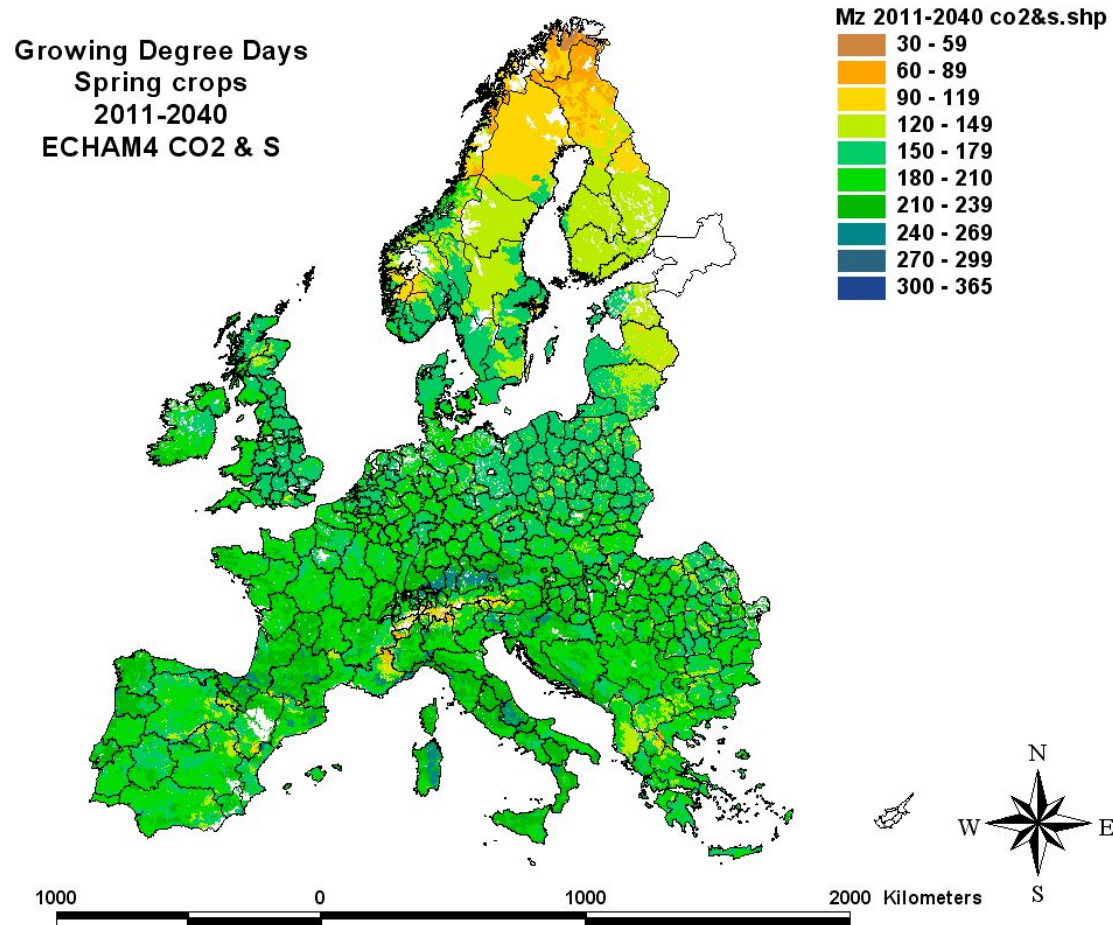 Growing Degree Days
Spring crops
2011-2040
ECHAM4 CO2 & S
Mz 2011-2040 co2&s.shp
30 - 59
60 - 89
90 - 119
120 - 149
150 - 179
180 - 210
210 - 239
240 - 269
270 - 299
300 - 365
N
W E
S
1000 0 1000 2000 Kilometers